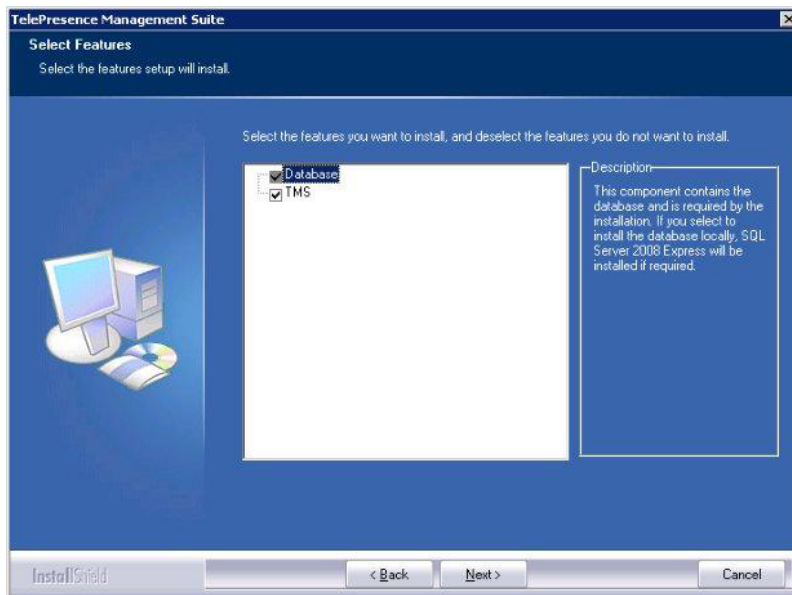 TelePresence Management Suite
Select Features
Select the features setup will install.
Select the features you want to install, and deselect the features you do not want to install.
Database
TMS
Description
This component contains the
database and is required by the
installation. If you select to
install the database locally, SQL
Server 2008 Express will be
installed if required.
InstallShield
< Back
Next >
Cancel